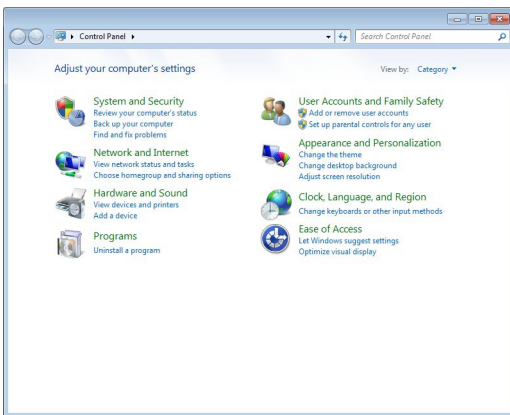 Control Panel
Search Control Panel
Adjust your computer's settings
View by: Category
System and Security
Review your computer's status
Back up your computer
Find and fix problems
Network and Internet
View network status and tasks
Choose homegroup and sharing options
Hardware and Sound
View devices and printers
Add a device
Programs
Uninstall a program
User Accounts and Family Safety
Add or remove user accounts
Set up parental controls for any user
Appearance and Personalization
Change the theme
Change desktop background
Adjust screen resolution
Clock, Language, and Region
Change keyboards or other input methods
Ease of Access
Let Windows suggest settings
Optimize visual display